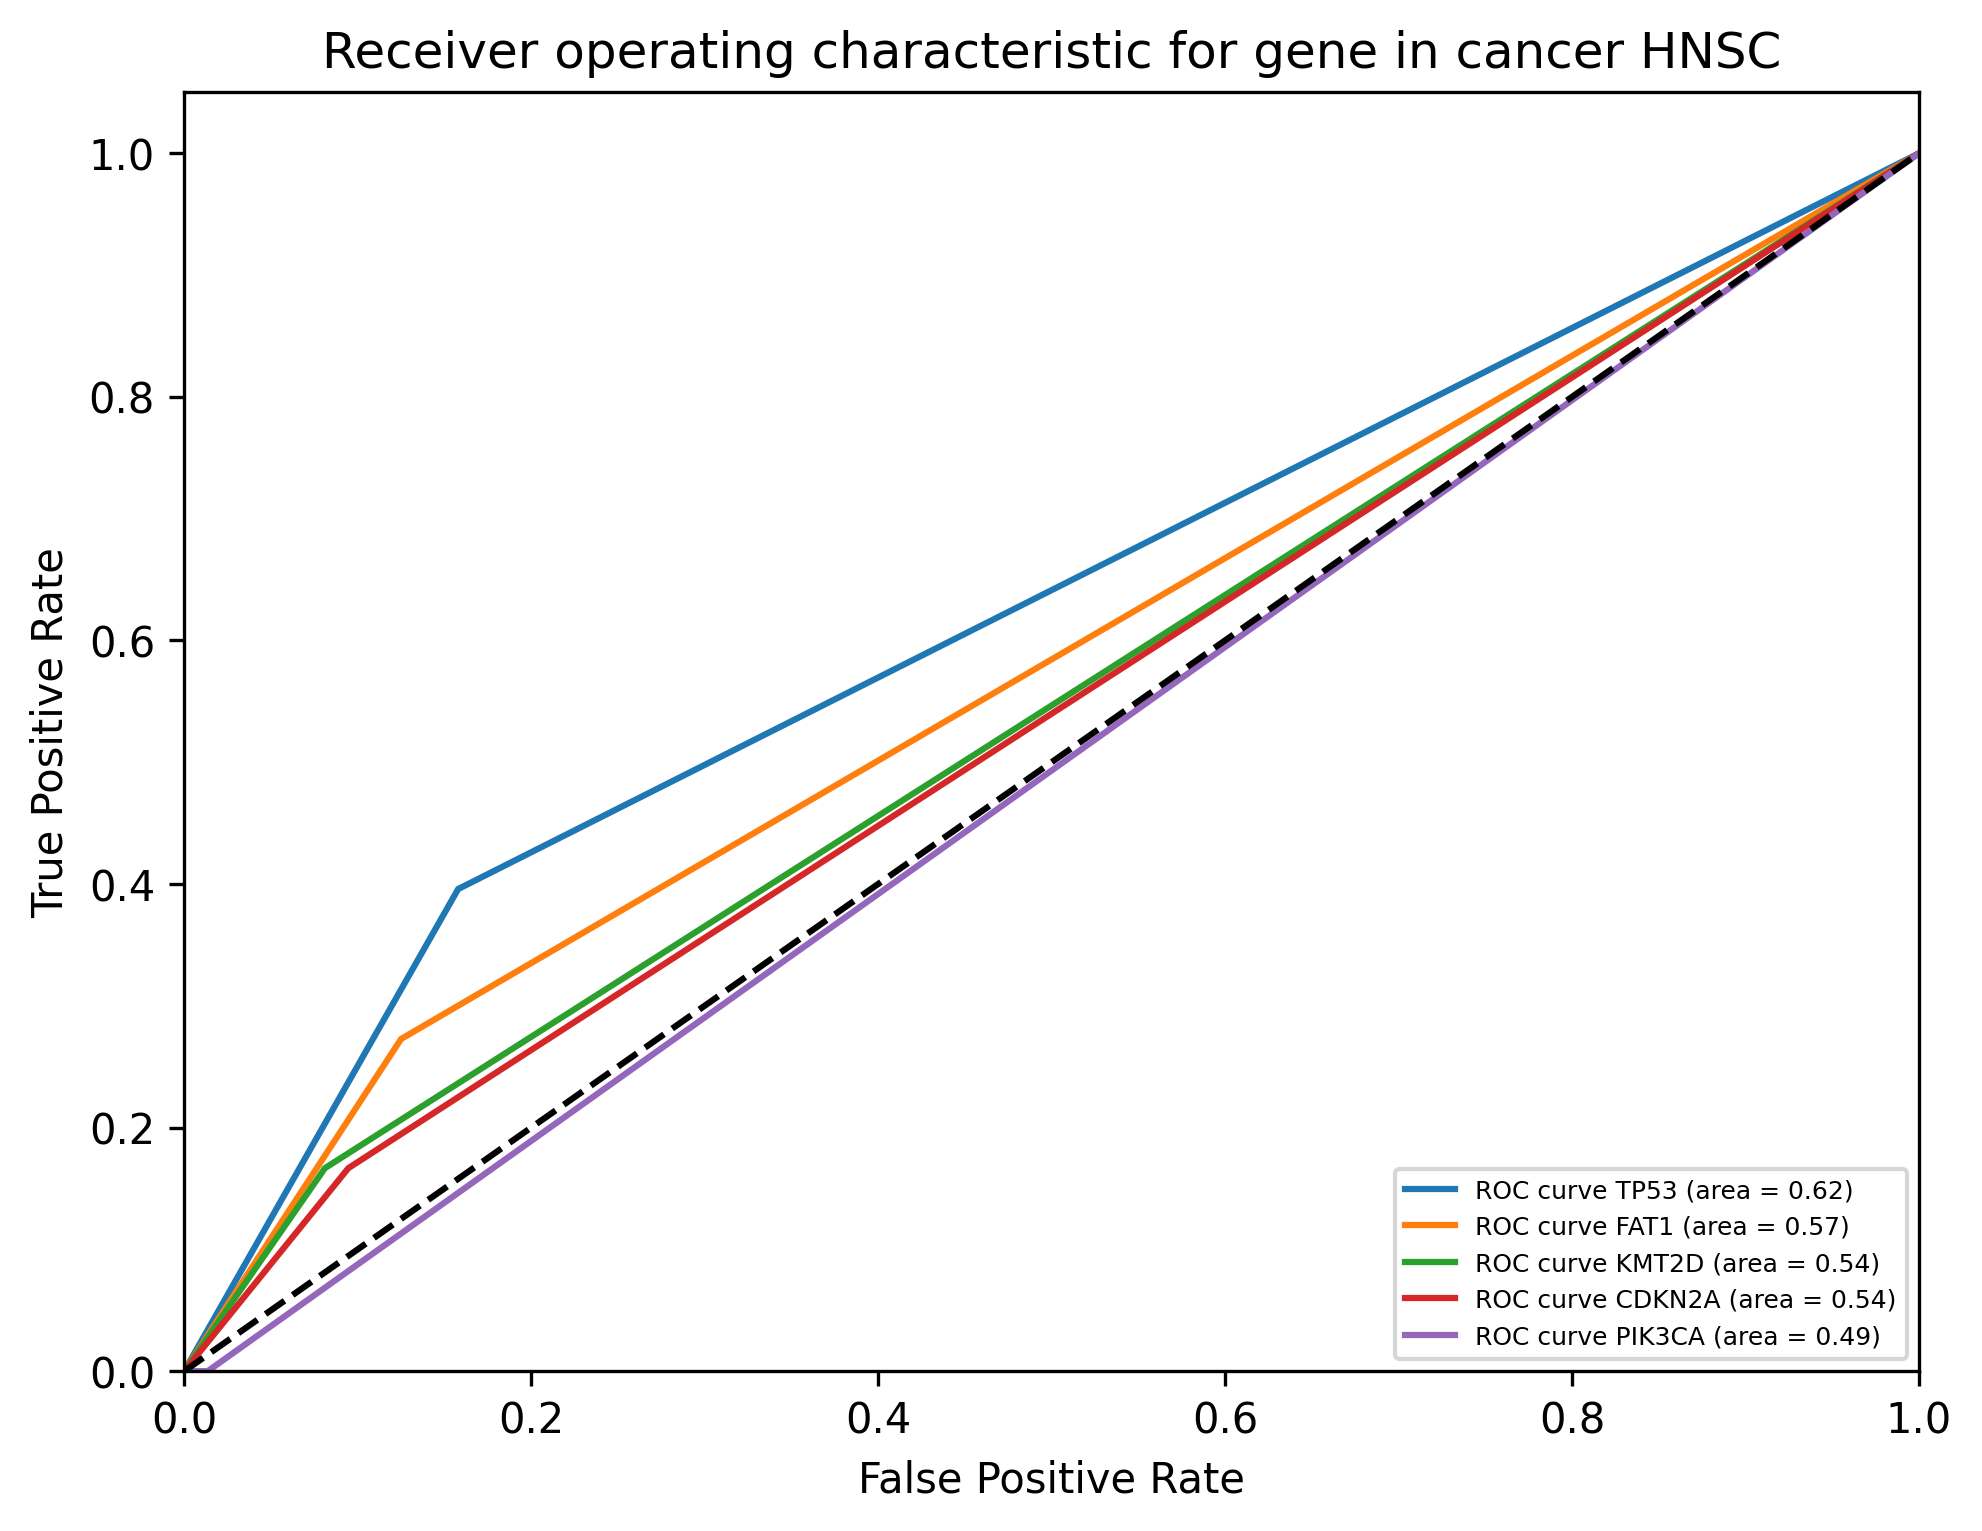 Receiver operating characteristic for gene in cancer HNSC
1.0
0.8
0.6
0.4
0.2
0.0
True Positive Rate
ROC curve TP53 (area = 0.62)
ROC curve FAT1 (area = 0.57)
ROC curve KMT2D (area = 0.54)
ROC curve CDKN2A (area = 0.54)
ROC curve PIK3CA (area = 0.49)
0.0 0.2 0.4 0.6 0.8 1.0
False Positive Rate